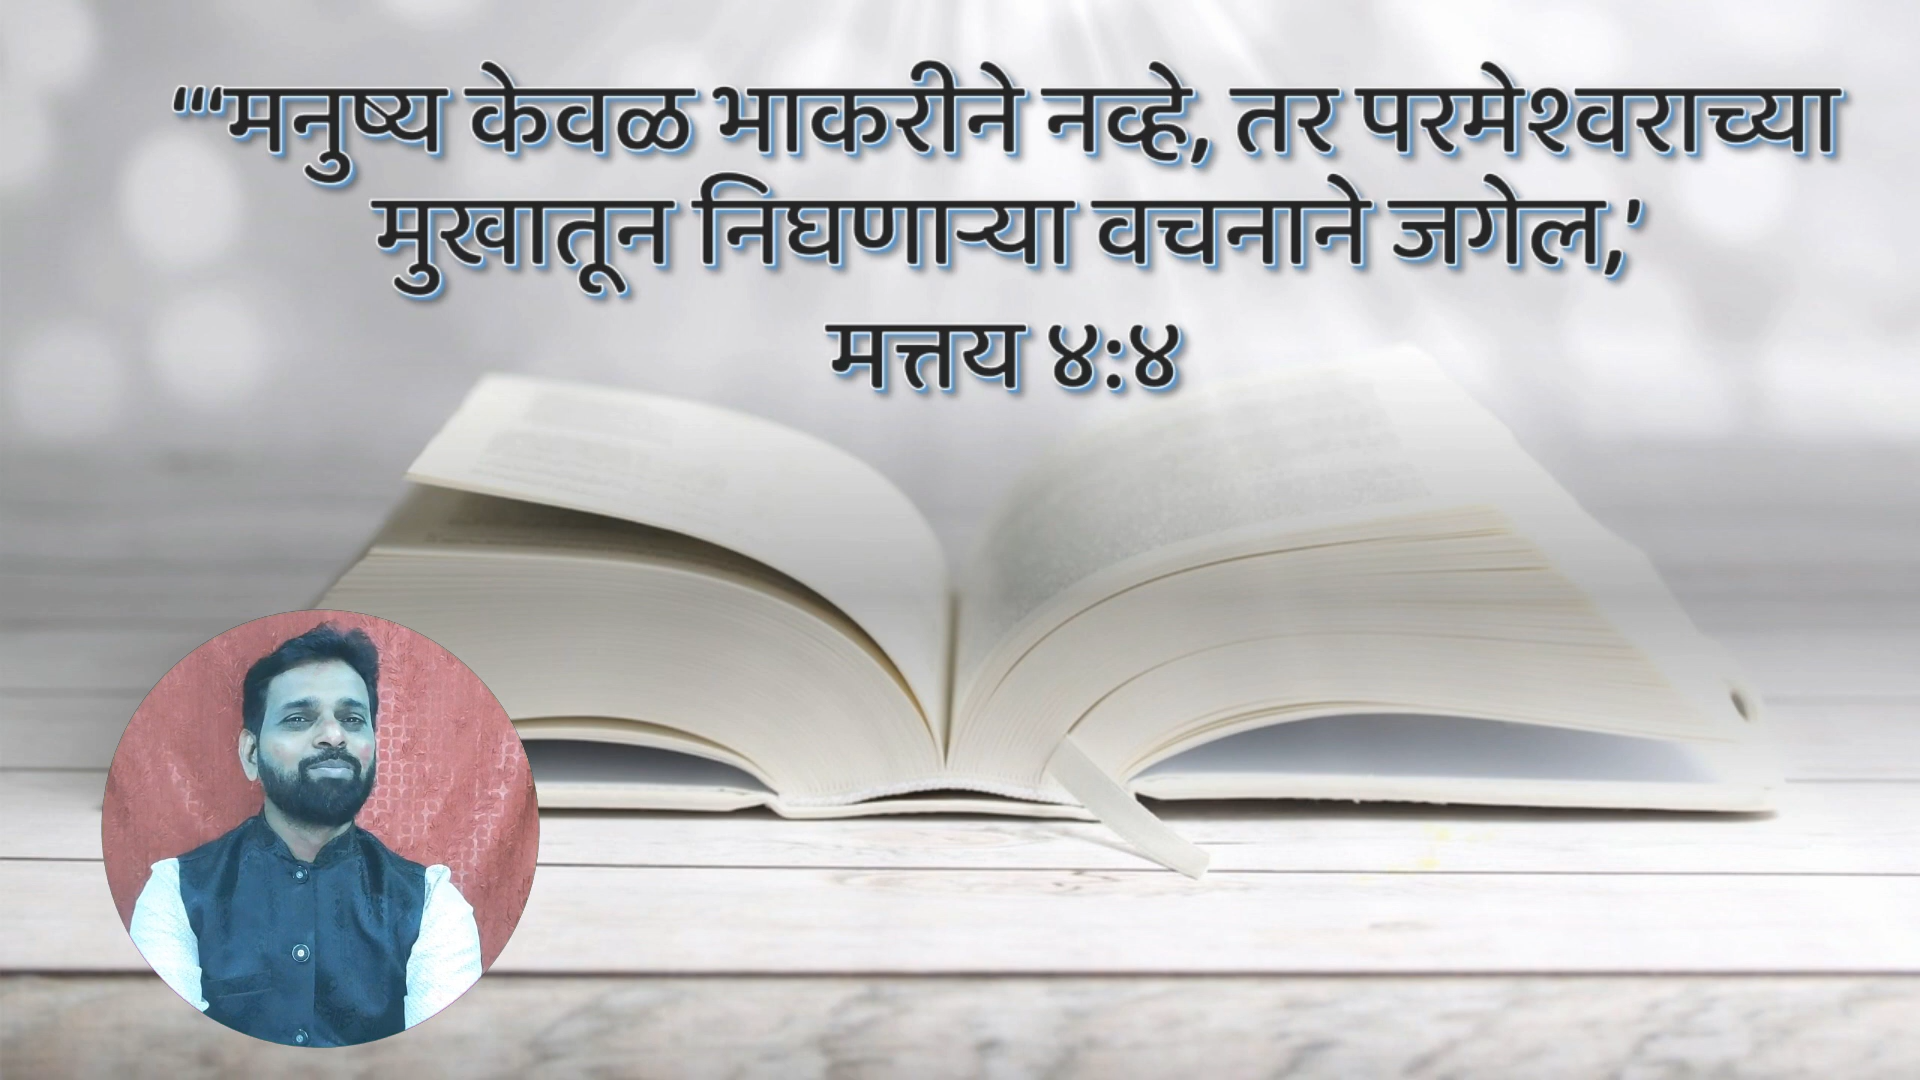 “‘मनुष्य केवळ भाकरीने नव्हे, तर परमेश्वराच्या
मुखातून निघणाऱ्या वचनाने जगेल,’
मत्तय ४:४